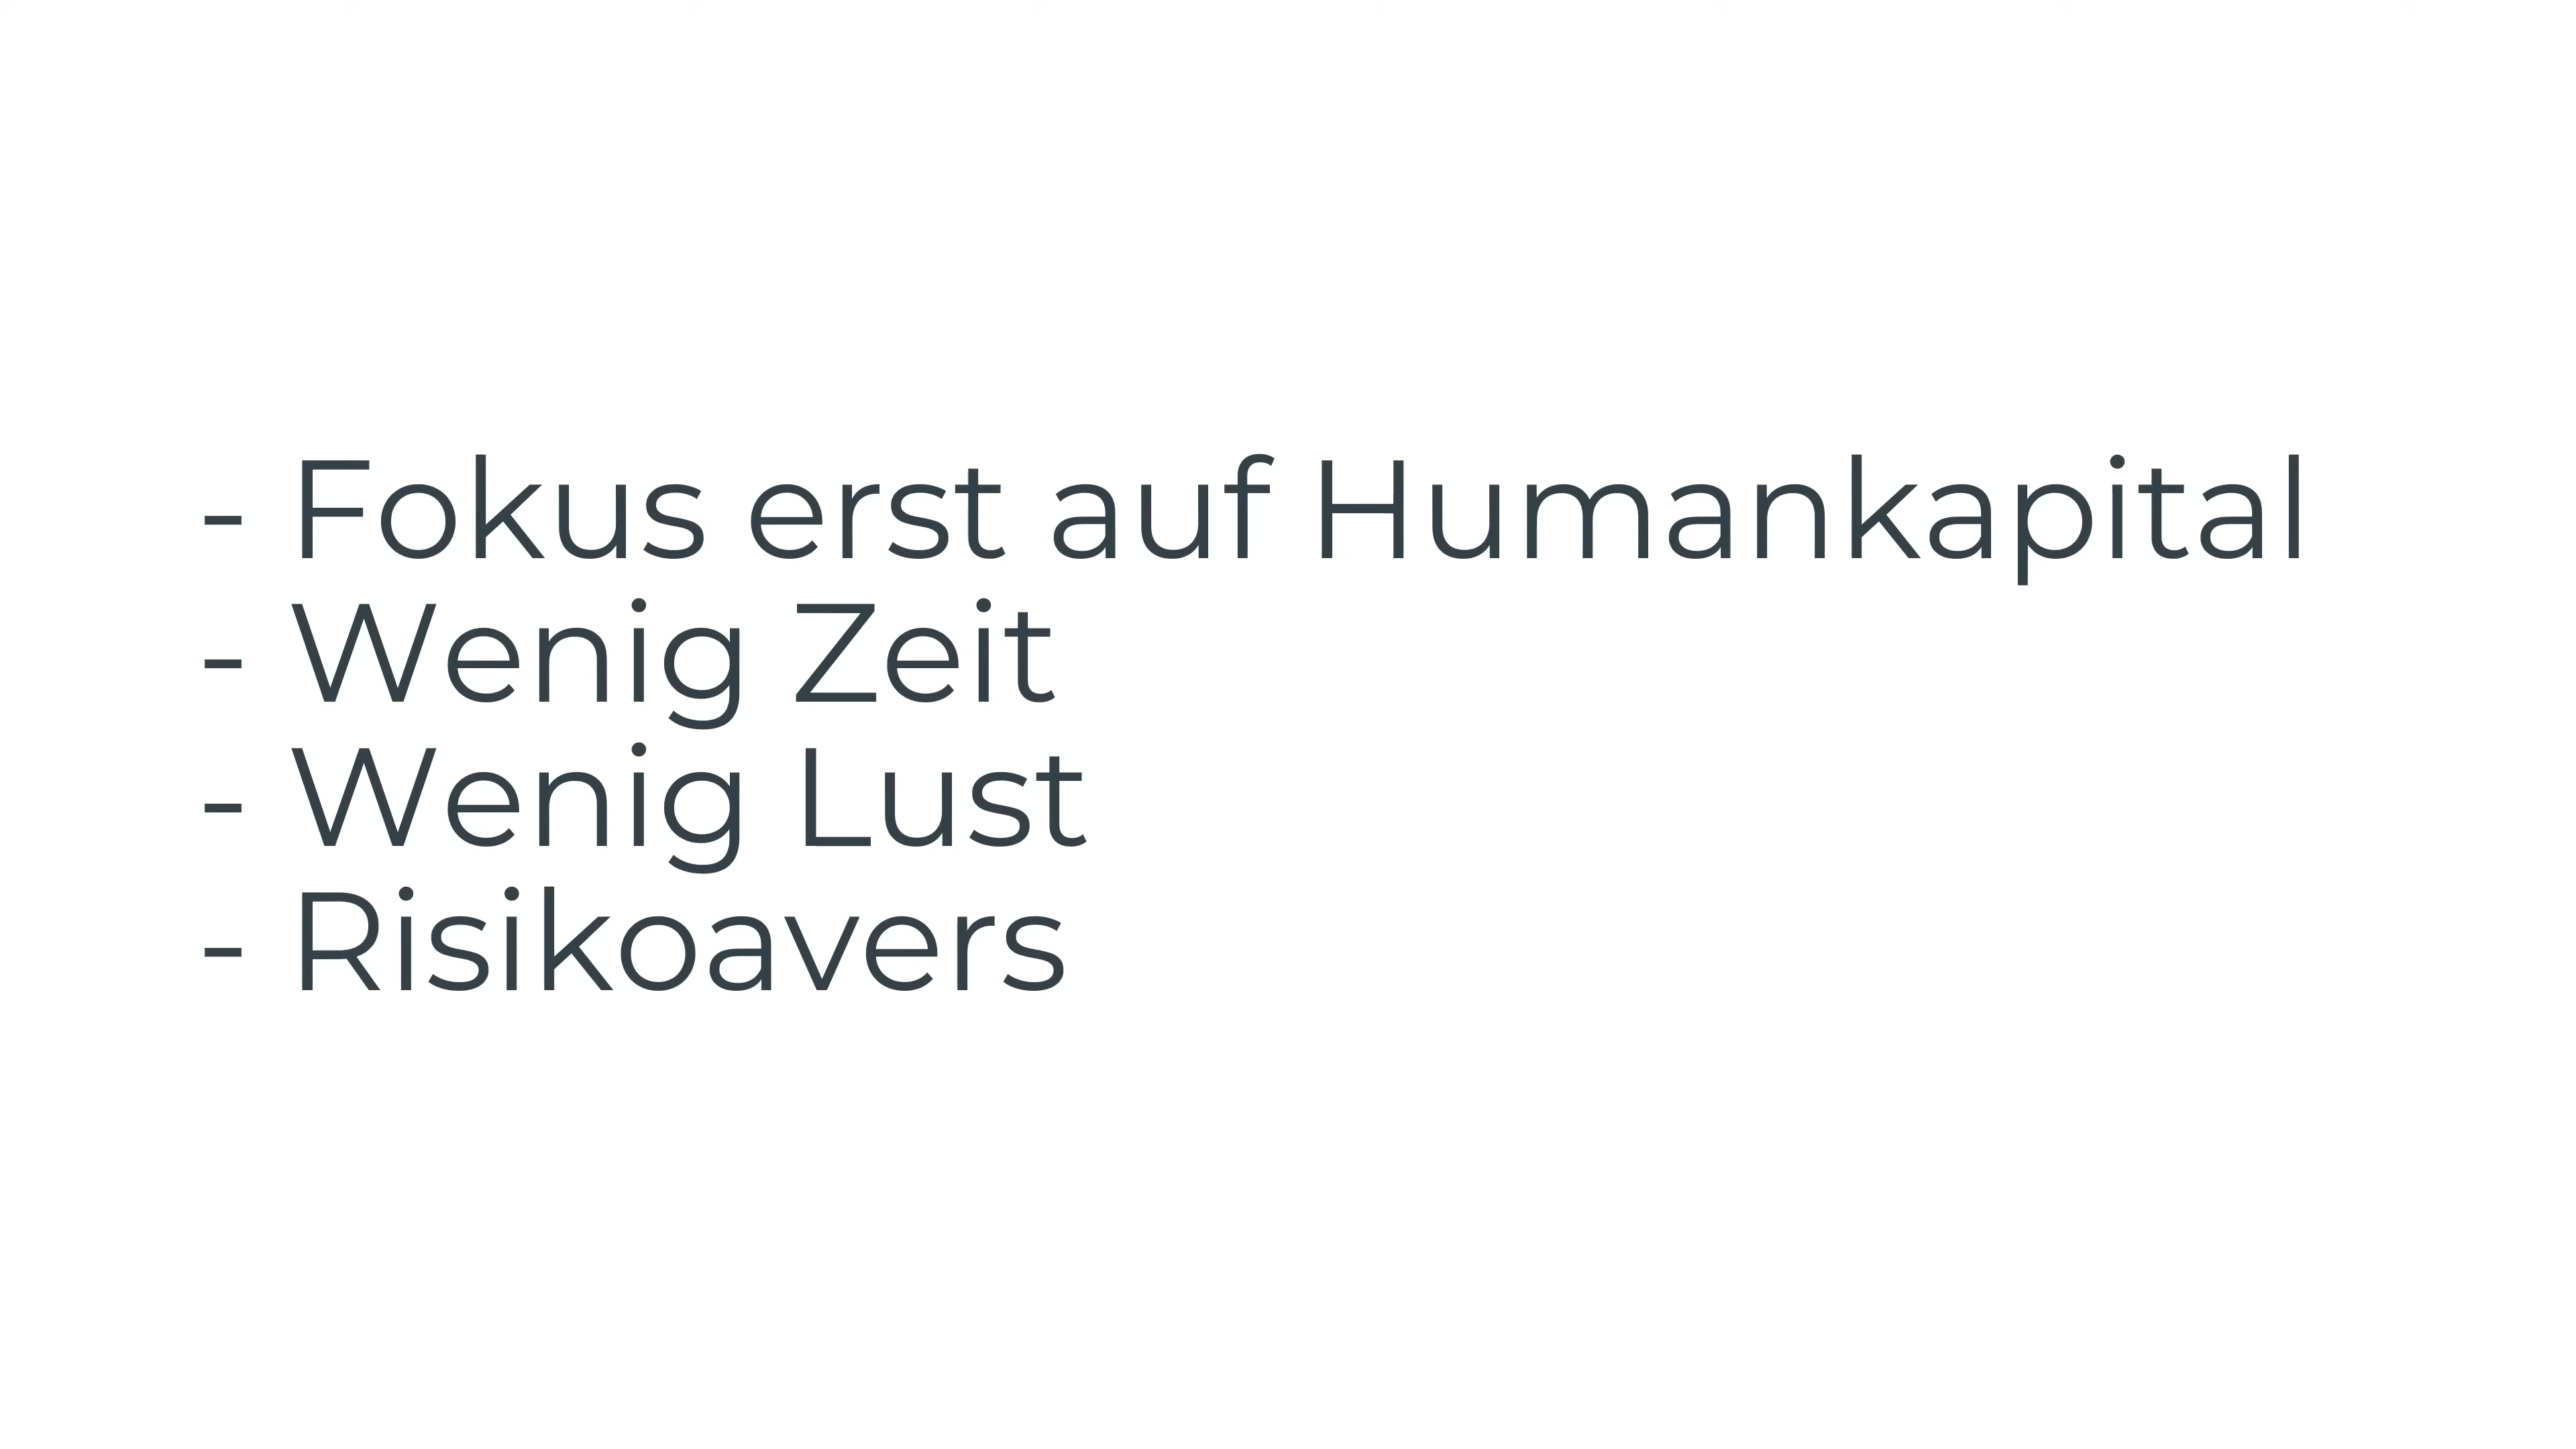 - Fokus erst auf Humankapital
- Wenig Zeit
- Wenig Lust
- Risikoavers